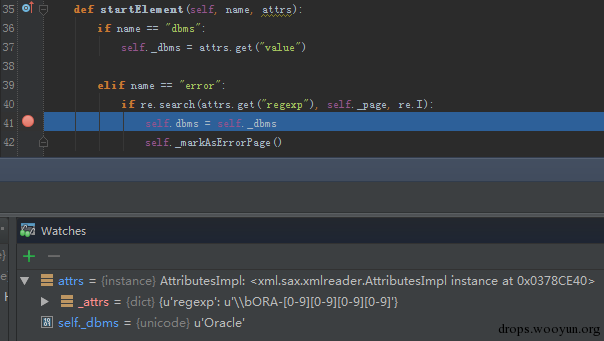 35 def startElement(self, name, attrs):
36 if name == "dbms":
37 self._dbms = attrs.get("value")
38
39 elif name == "error":
40 if re.search(attrs.get("regexp"), self._page, re.I):
41 self.dbms = self._dbms
42 self._markAsErrorPage()
Watches
attrs = {instance} AttributesImpl: <xml.sax.xmlreader.AttributesImpl instance at 0x0378CE40>
_attrs = {dict} {u'regexp': u'\\bORA-[0-9][0-9][0-9][0-9]'}
self._dbms = {unicode} u'Oracle'
drops.wooyun.org